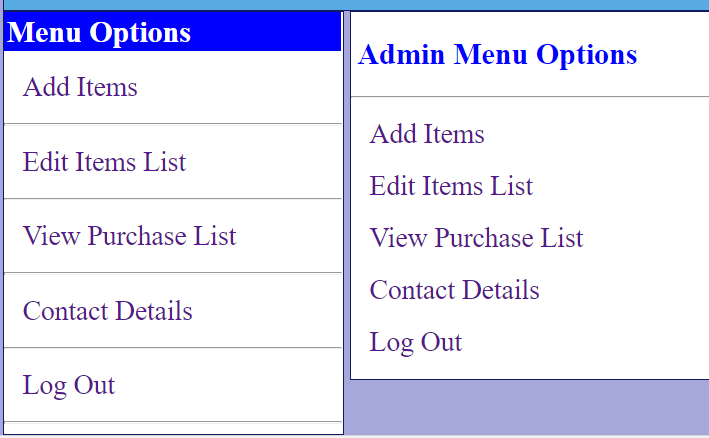 Menu Options
Add Items
Edit Items List
View Purchase List
Contact Details
Log Out
Admin Menu Options
Add Items
Edit Items List
View Purchase List
Contact Details
Log Out